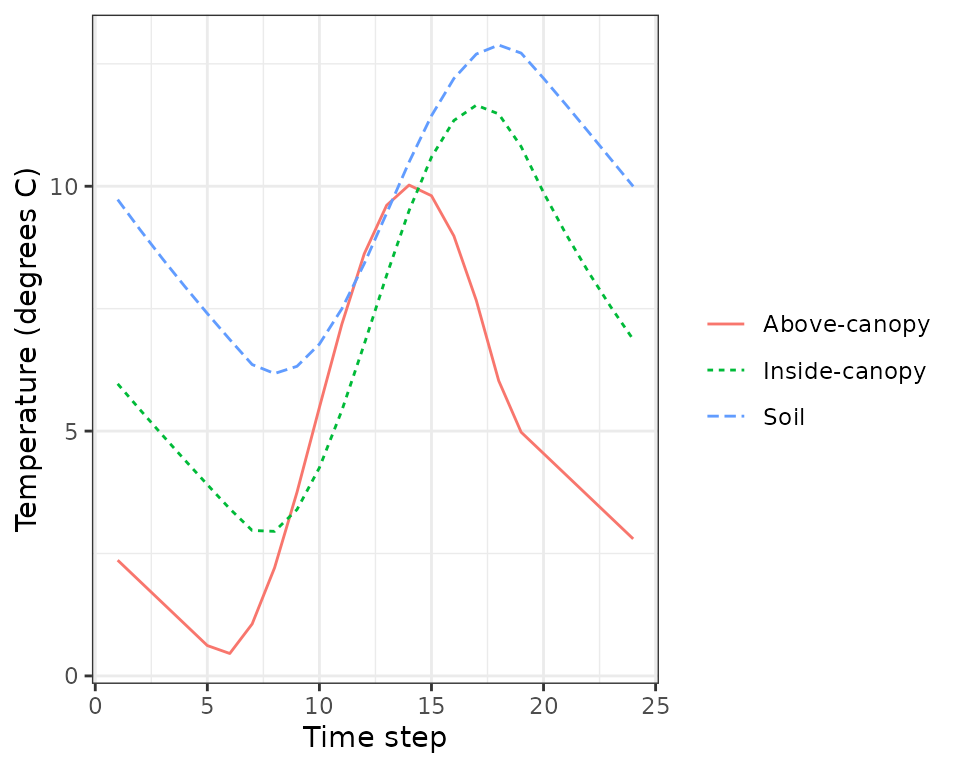 Temperature (degrees C)
10
5
0
0 5 10 15 20 25
Time step
Above-canopy
Inside-canopy
Soil